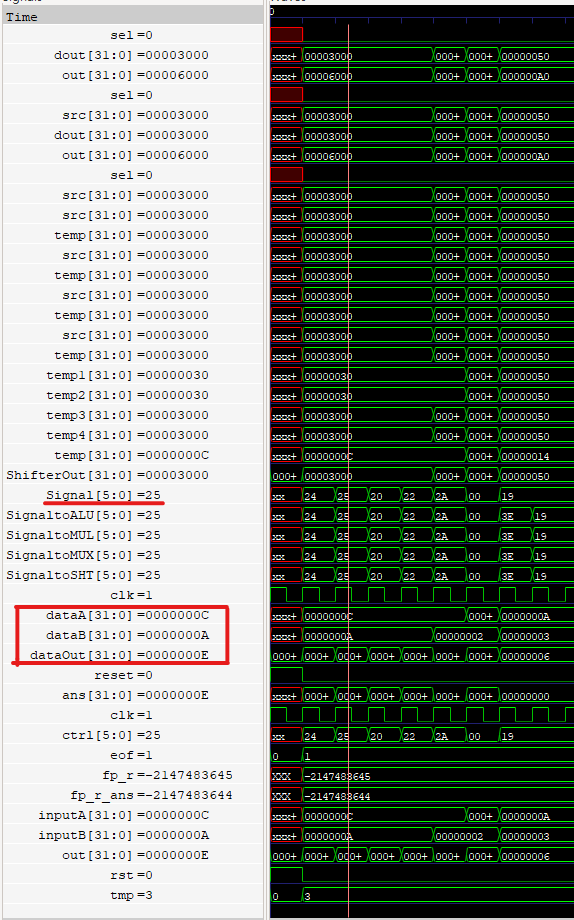 Time
0
sel=0
dout[31:0]=00003000 xxx+ 00003000 000+ 000+ 00000050
out[31:0]=00006000 xxx+ 00006000 000+ 000+ 000000A0
sel=0
src[31:0]=00003000 xxx+ 00003000 000+ 000+ 00000050
dout[31:0]=00003000 xxx+ 00003000 000+ 000+ 00000050
out[31:0]=00006000 xxx+ 00006000 000+ 000+ 000000A0
sel=0
src[31:0]=00003000 xxx+ 00003000 000+ 000+ 00000050
src[31:0]=00003000 xxx+ 00003000 000+ 000+ 00000050
temp[31:0]=00003000 xxx+ 00003000 000+ 000+ 00000050
src[31:0]=00003000 xxx+ 00003000 000+ 000+ 00000050
temp[31:0]=00003000 xxx+ 00003000 000+ 000+ 00000050
src[31:0]=00003000 xxx+ 00003000 000+ 000+ 00000050
temp[31:0]=00003000 xxx+ 00003000 000+ 000+ 00000050
src[31:0]=00003000 xxx+ 00003000 000+ 000+ 00000050
temp[31:0]=00003000 xxx+ 00003000 000+ 000+ 00000050
temp1[31:0]=00000030 xxx+ 00000030 000+ 00000050
temp2[31:0]=00000030 xxx+ 00000030 000+ 00000050
temp3[31:0]=00003000 xxx+ 00003000 000+ 000+ 00000050
temp4[31:0]=00003000 xxx+ 00003000 000+ 000+ 00000050
temp[31:0]=0000000C xxx+ 0000000C 000+ 00000014
ShifterOut[31:0]=00003000 000+ 00003000 000+ 000+ 00000050
Signal[5:0]=25 xx 24 25 20 22 2A 00 19
SignaltoALU[5:0]=25 xx 24 25 20 22 2A 00 3E 19
SignaltoMUL[5:0]=25 xx 24 25 20 22 2A 00 3E 19
SignaltoMUX[5:0]=25 xx 24 25 20 22 2A 00 3E 19
SignaltoSHT[5:0]=25 xx 24 25 20 22 2A 00 3E 19
clk=1
dataA[31:0]=0000000C xxx+ 0000000C 000+ 0000000A
dataB[31:0]=0000000A xxx+ 0000000A 00000002 00000003
dataOut[31:0]=0000000E 000+ 000+ 000+ 000+ 000+ 000+ 000+ 00000006
reset=0
ans[31:0]=0000000E xxx+ 000+ 000+ 000+ 000+ 000+ 000+ 00000000
clk=1
ctrl[5:0]=25 xx 24 25 20 22 2A 00 19
eof=1 0 1
fp_r=-2147483645 XXX -2147483645
fp_r_ans=-2147483644 XXX -2147483644
inputA[31:0]=0000000C xxx+ 0000000C 000+ 0000000A
inputB[31:0]=0000000A xxx+ 0000000A 00000002 00000003
out[31:0]=0000000E 000+ 000+ 000+ 000+ 000+ 000+ 000+ 00000006
rst=0
tmp=3 0 3